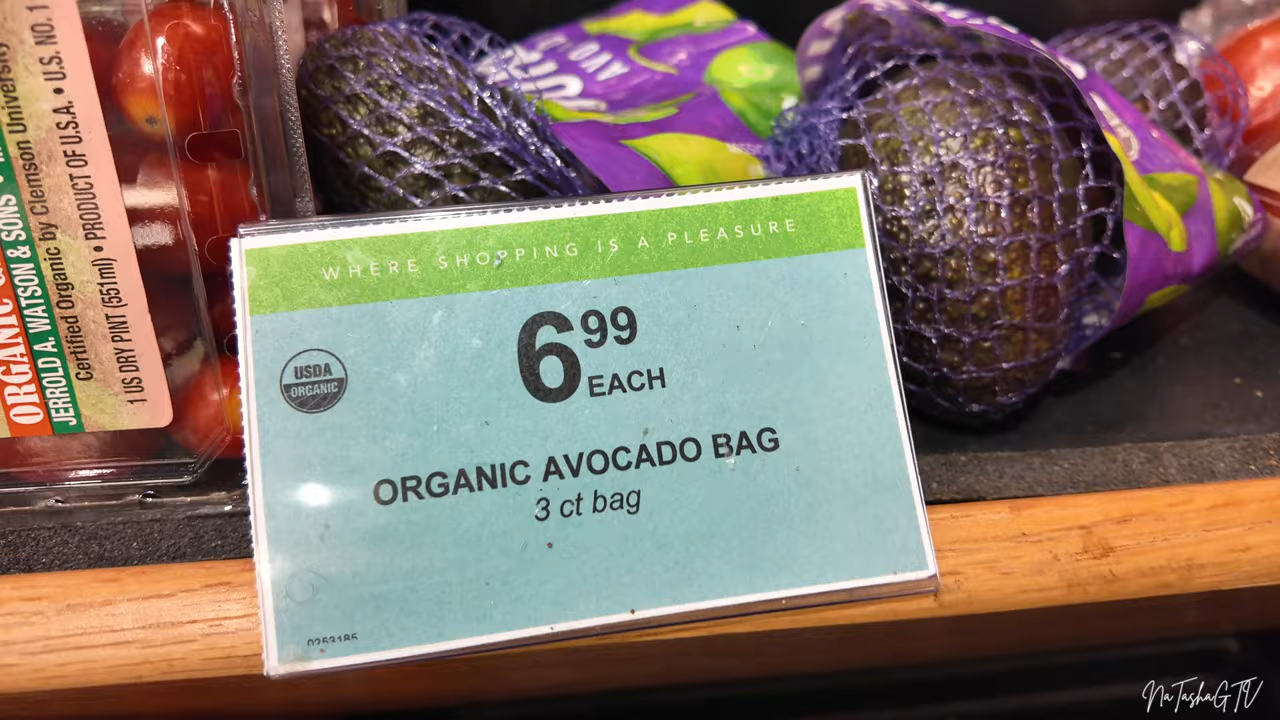 ORGANIC
JERROLD A. WATSON & SONS
Certified Organic by Clemson University
1 US DRY PINT (551ml) • PRODUCT OF U.S.A. • U.S. NO. 1
AVO
WHERE SHOPPING IS A PLEASURE
6 99
EACH
USDA
ORGANIC
ORGANIC AVOCADO BAG
3 ct bag
0253185
NaTashaGTV